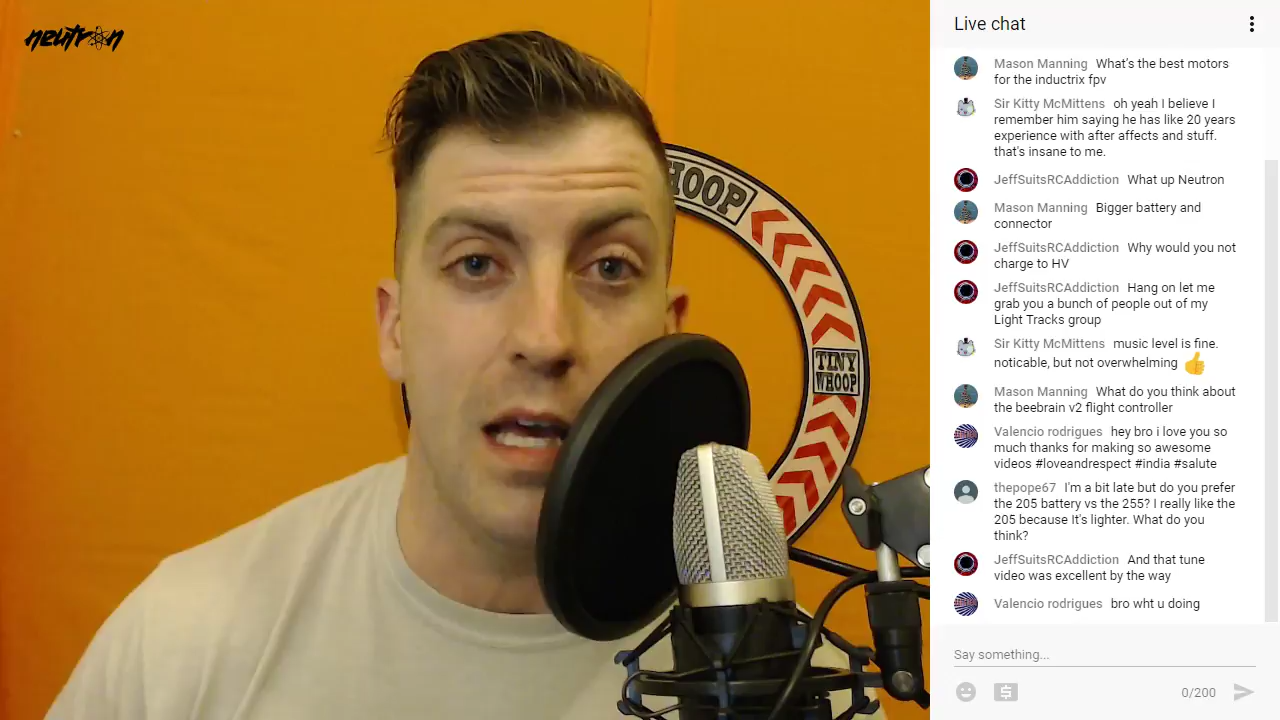 neutron
HOOP
TINY
WHOOP
Live chat
Mason Manning What's the best motors
for the inductrix fpv
Sir Kitty McMittens oh yeah I believe I
remember him saying he has like 20 years
experience with after affects and stuff.
that's insane to me.
JeffSuitsRCAddiction What up Neutron
Mason Manning Bigger battery and
connector
JeffSuitsRCAddiction Why would you not
charge to HV
JeffSuitsRCAddiction Hang on let me
grab you a bunch of people out of my
Light Tracks group
Sir Kitty McMittens music level is fine.
noticable, but not overwhelming 👍
Mason Manning What do you think about
the beebrain v2 flight controller
Valencio rodrigues hey bro i love you so
much thanks for making so awesome
videos #loveandrespect #india #salute
thepope67 I'm a bit late but do you prefer
the 205 battery vs the 255? I really like the
205 because It's lighter. What do you
think?
JeffSuitsRCAddiction And that tune
video was excellent by the way
Valencio rodrigues bro wht u doing
Say something...
0/200